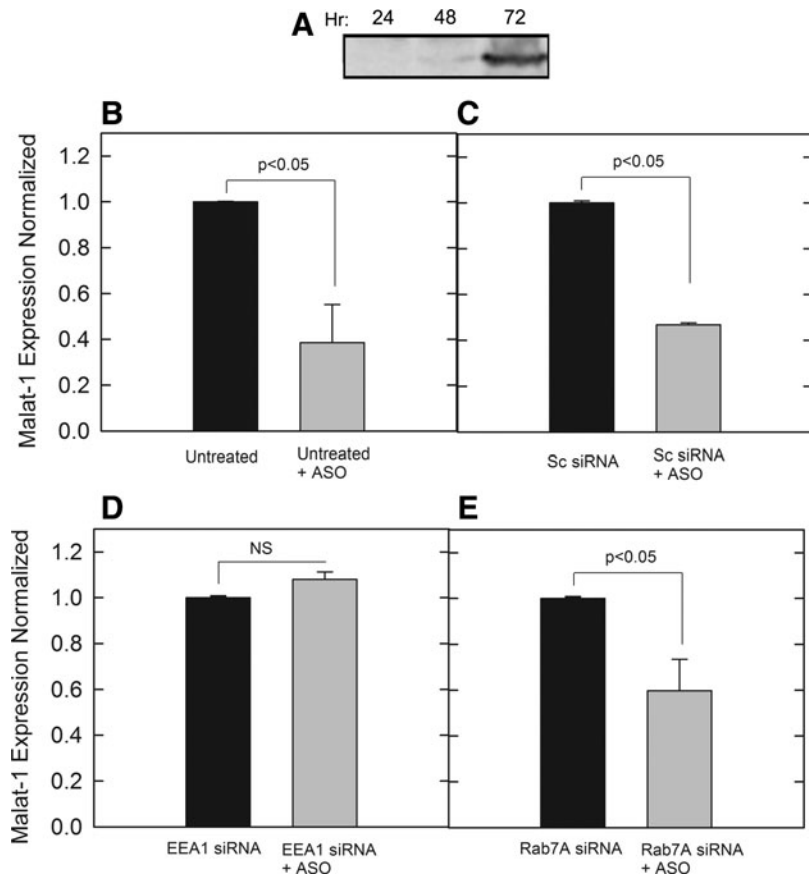 A Hr: 24 48 72
B
C
Malat-1 Expression Normalized
1.2
1.0
0.8
0.6
0.4
0.2
0.0
p<0.05
p<0.05
Untreated
Untreated
+ ASO
Sc siRNA
Sc siRNA
+ ASO
D
E
Malat-1 Expression Normalized
1.2
1.0
0.8
0.6
0.4
0.2
0.0
NS
p<0.05
EEA1 siRNA
EEA1 siRNA
+ ASO
Rab7A siRNA
Rab7A siRNA
+ ASO